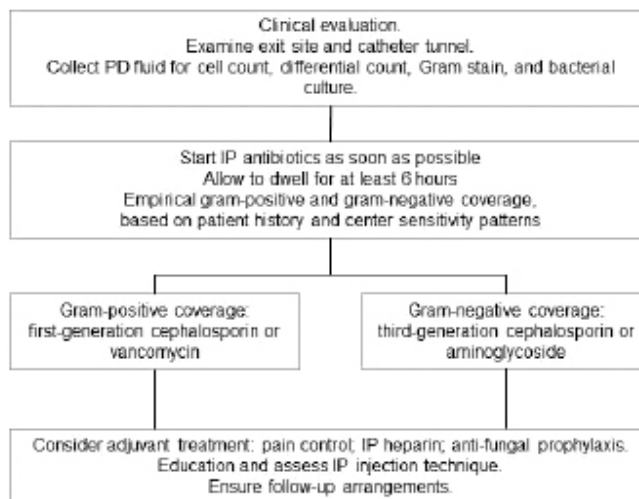 Clinical evaluation.
Examine exit site and catheter tunnel.
Collect PD fluid for cell count, differential count, Gram stain, and bacterial
culture.
Start IP antibiotics as soon as possible
Allow to dwell for at least 6 hours
Empirical gram-positive and gram-negative coverage,
based on patient history and center sensitivity patterns
Gram-positive coverage:
first-generation cephalosporin or
vancomycin
Gram-negative coverage:
third-generation cephalosporin or
aminoglycoside
Consider adjuvant treatment: pain control; IP heparin; anti-fungal prophylaxis.
Education and assess IP injection technique.
Ensure follow-up arrangements.